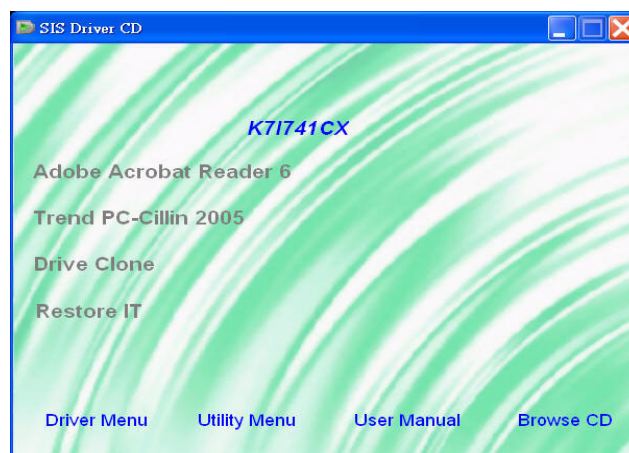 SIS Driver CD
K7I741CX
Adobe Acrobat Reader 6
Trend PC-Cillin 2005
Drive Clone
Restore IT
Driver Menu Utility Menu User Manual Browse CD